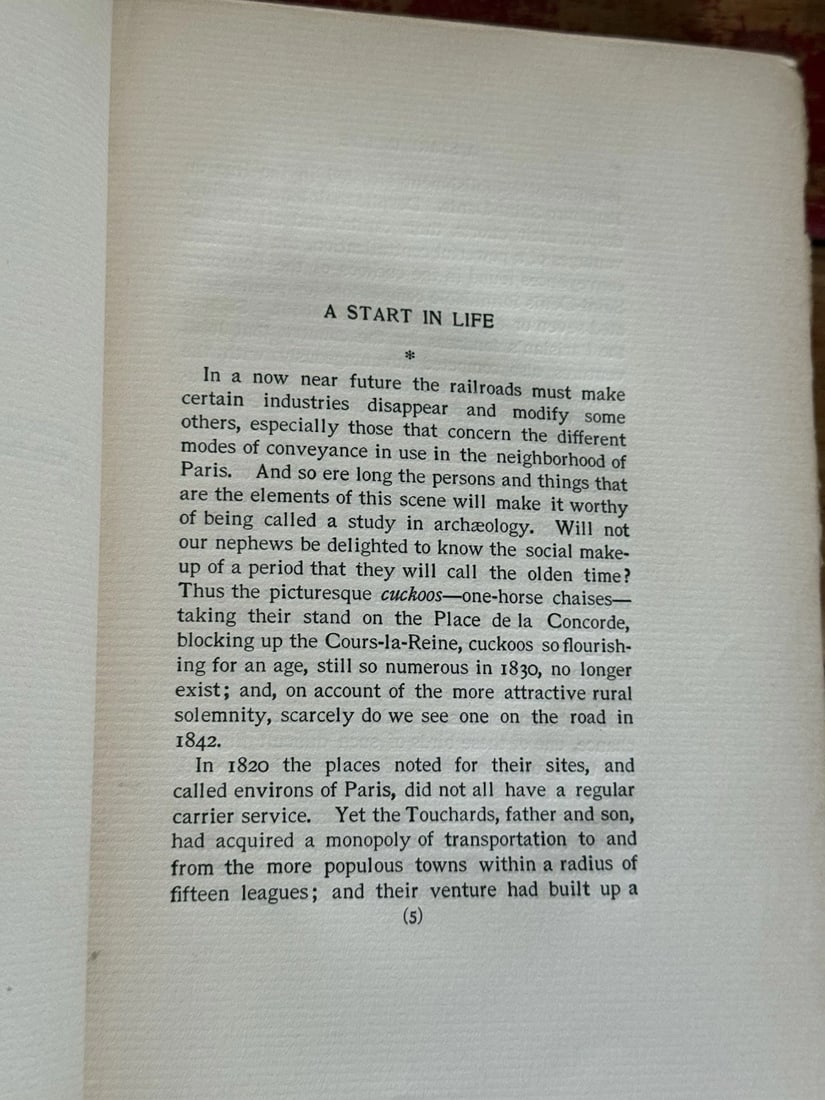 A START IN LIFE
*
In a now near future the railroads must make
certain industries disappear and modify some
others, especially those that concern the different
modes of conveyance in use in the neighborhood of
Paris. And so ere long the persons and things that
are the elements of this scene will make it worthy
of being called a study in archæology. Will not
our nephews be delighted to know the social make-
up of a period that they will call the olden time?
Thus the picturesque cuckoos—one-horse chaises—
taking their stand on the Place de la Concorde,
blocking up the Cours-la-Reine, cuckoos so flourish-
ing for an age, still so numerous in 1830, no longer
exist; and, on account of the more attractive rural
solemnity, scarcely do we see one on the road in
1842.
In 1820 the places noted for their sites, and
called environs of Paris, did not all have a regular
carrier service. Yet the Touchards, father and son,
had acquired a monopoly of transportation to and
from the more populous towns within a radius of
fifteen leagues; and their venture had built up a
(5)